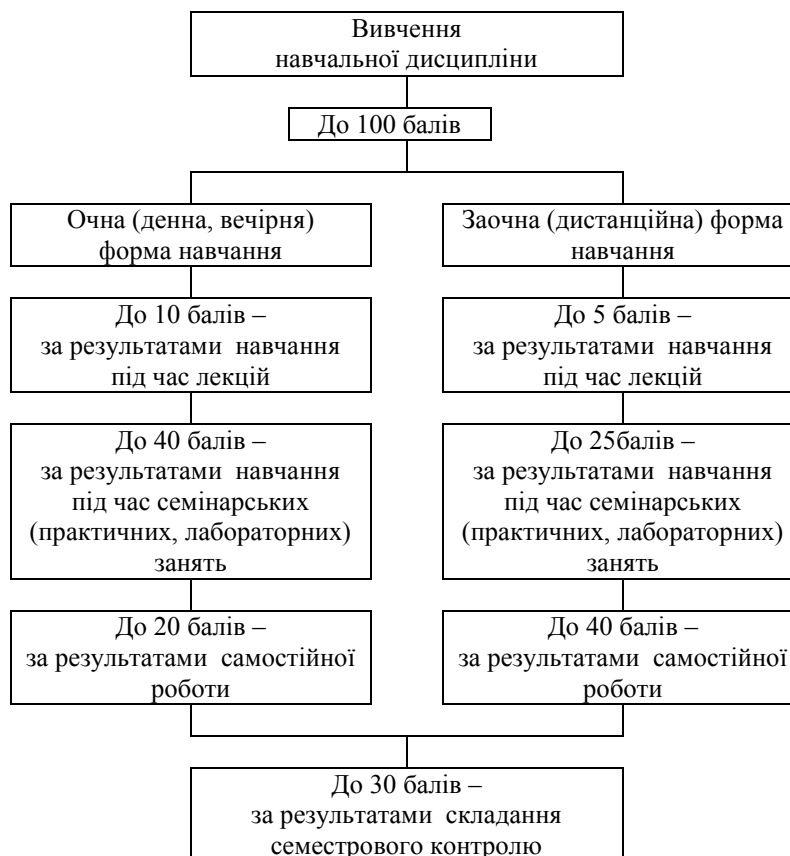 Вивчення
навчальної дисципліни
До 100 балів
Очна (денна, вечірня)
форма навчання
Заочна (дистанційна) форма
навчання
До 10 балів –
за результатами навчання
під час лекцій
До 5 балів –
за результатами навчання
під час лекцій
До 40 балів –
за результатами навчання
під час семінарських
(практичних, лабораторних)
занять
До 25балів –
за результатами навчання
під час семінарських
(практичних, лабораторних)
занять
До 20 балів –
за результатами самостійної
роботи
До 40 балів –
за результатами самостійної
роботи
До 30 балів –
за результатами складання
семестрового контролю